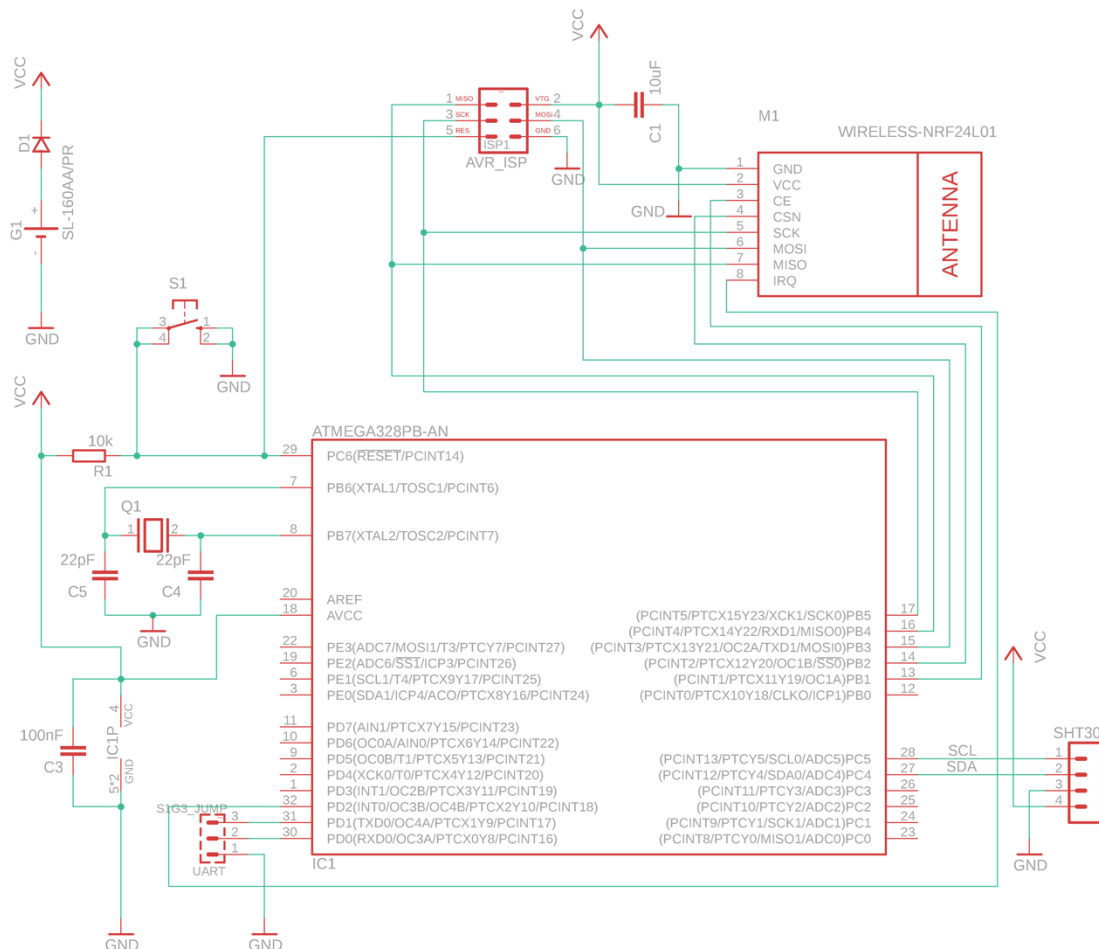 VCC
D1
+
G1
-
SL-160AA/PR
GND
S1
3
4
1
2
GND
VCC
10k
R1
VCC
1 MISO VTG 2
3 SCK MOSI 4
5 RES GND 6
ISP1
AVR_ISP
GND
10uF
C1
GND
M1
WIRELESS-NRF24L01
1 GND
2 VCC
3 CE
4 CSN
5 SCK
6 MOSI
7 MISO
8 IRQ
ANTENNA
ATMEGA328PB-AN
29 PC6(RESET/PCINT14)
7 PB6(XTAL1/TOSC1/PCINT6)
Q1
1 2
8 PB7(XTAL2/TOSC2/PCINT7)
22pF 22pF
C5 C4
GND
20 AREF
18 AVCC
22 PE3(ADC7/MOSI1/T3/PTCY7/PCINT27)
19 PE2(ADC6/SS1/ICP3/PCINT26)
6 PE1(SCL1/T4/PTCX9Y17/PCINT25)
3 PE0(SDA1/ICP4/ACO/PTCX8Y16/PCINT24)
11 PD7(AIN1/PTCX7Y15/PCINT23)
10 PD6(OC0A/AIN0/PTCX6Y14/PCINT22)
9 PD5(OC0B/T1/PTCX5Y13/PCINT21)
2 PD4(XCK0/T0/PTCX4Y12/PCINT20)
1 PD3(INT1/OC2B/PTCX3Y11/PCINT19)
32 PD2(INT0/OC3B/OC4B/PTCX2Y10/PCINT18)
31 PD1(TXD0/OC4A/PTCX1Y9/PCINT17)
30 PD0(RXD0/OC3A/PTCX0Y8/PCINT16)
IC1
(PCINT5/PTCX15Y23/XCK1/SCK0)PB5 17
(PCINT4/PTCX14Y22/RXD1/MISO0)PB4 16
(PCINT3/PTCX13Y21/OC2A/TXD1/MOSI0)PB3 15
(PCINT2/PTCX12Y20/OC1B/SS0)PB2 14
(PCINT1/PTCX11Y19/OC1A)PB1 13
(PCINT0/PTCX10Y18/CLKO/ICP1)PB0 12
(PCINT13/PTCY5/SCL0/ADC5)PC5 28
(PCINT12/PTCY4/SDA0/ADC4)PC4 27
(PCINT11/PTCY3/ADC3)PC3 26
(PCINT10/PTCY2/ADC2)PC2 25
(PCINT9/PTCY1/SCK1/ADC1)PC1 24
(PCINT8/PTCY0/MISO1/ADC0)PC0 23
SCL
SDA
VCC
SHT30
1
2
3
4
GND
100nF
C3
4 VCC
IC1P
5*2 GND
GND
S1G3_JUMP
3
2
1
UART
GND